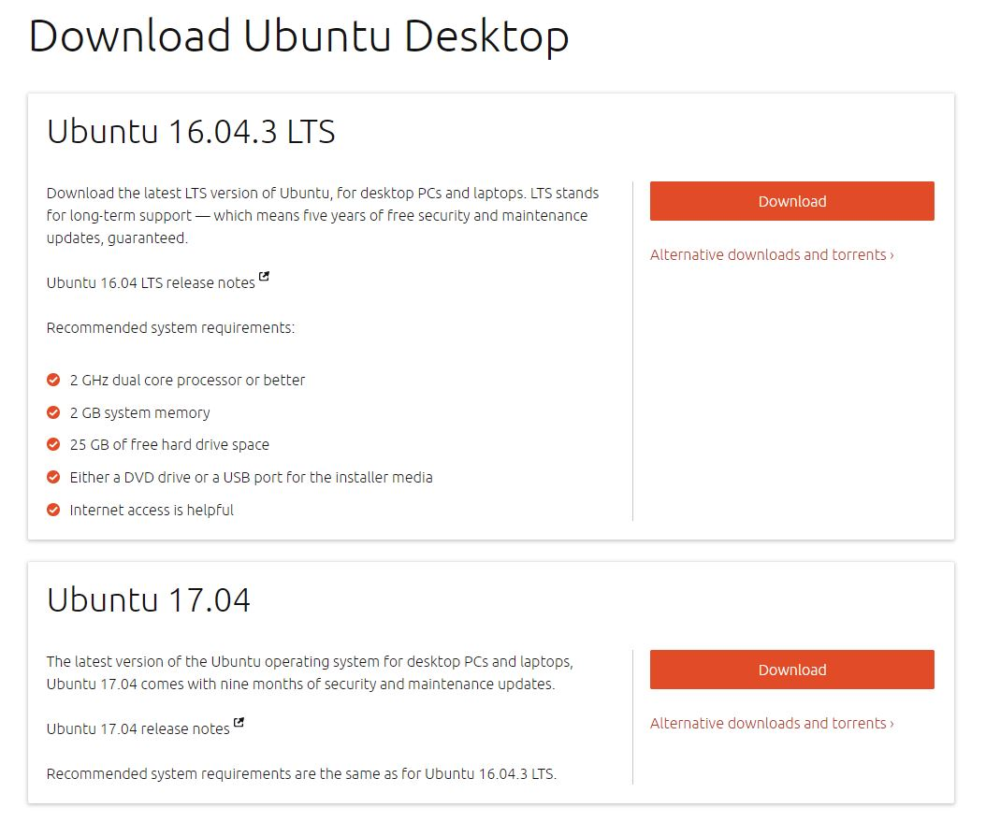 Download Ubuntu Desktop
Ubuntu 16.04.3 LTS
Download the latest LTS version of Ubuntu, for desktop PCs and laptops. LTS stands
for long-term support — which means five years of free security and maintenance
updates, guaranteed.
Ubuntu 16.04 LTS release notes
Recommended system requirements:
2 GHz dual core processor or better
2 GB system memory
25 GB of free hard drive space
Either a DVD drive or a USB port for the installer media
Internet access is helpful
Download
Alternative downloads and torrents ›
Ubuntu 17.04
The latest version of the Ubuntu operating system for desktop PCs and laptops,
Ubuntu 17.04 comes with nine months of security and maintenance updates.
Ubuntu 17.04 release notes
Recommended system requirements are the same as for Ubuntu 16.04.3 LTS.
Download
Alternative downloads and torrents ›